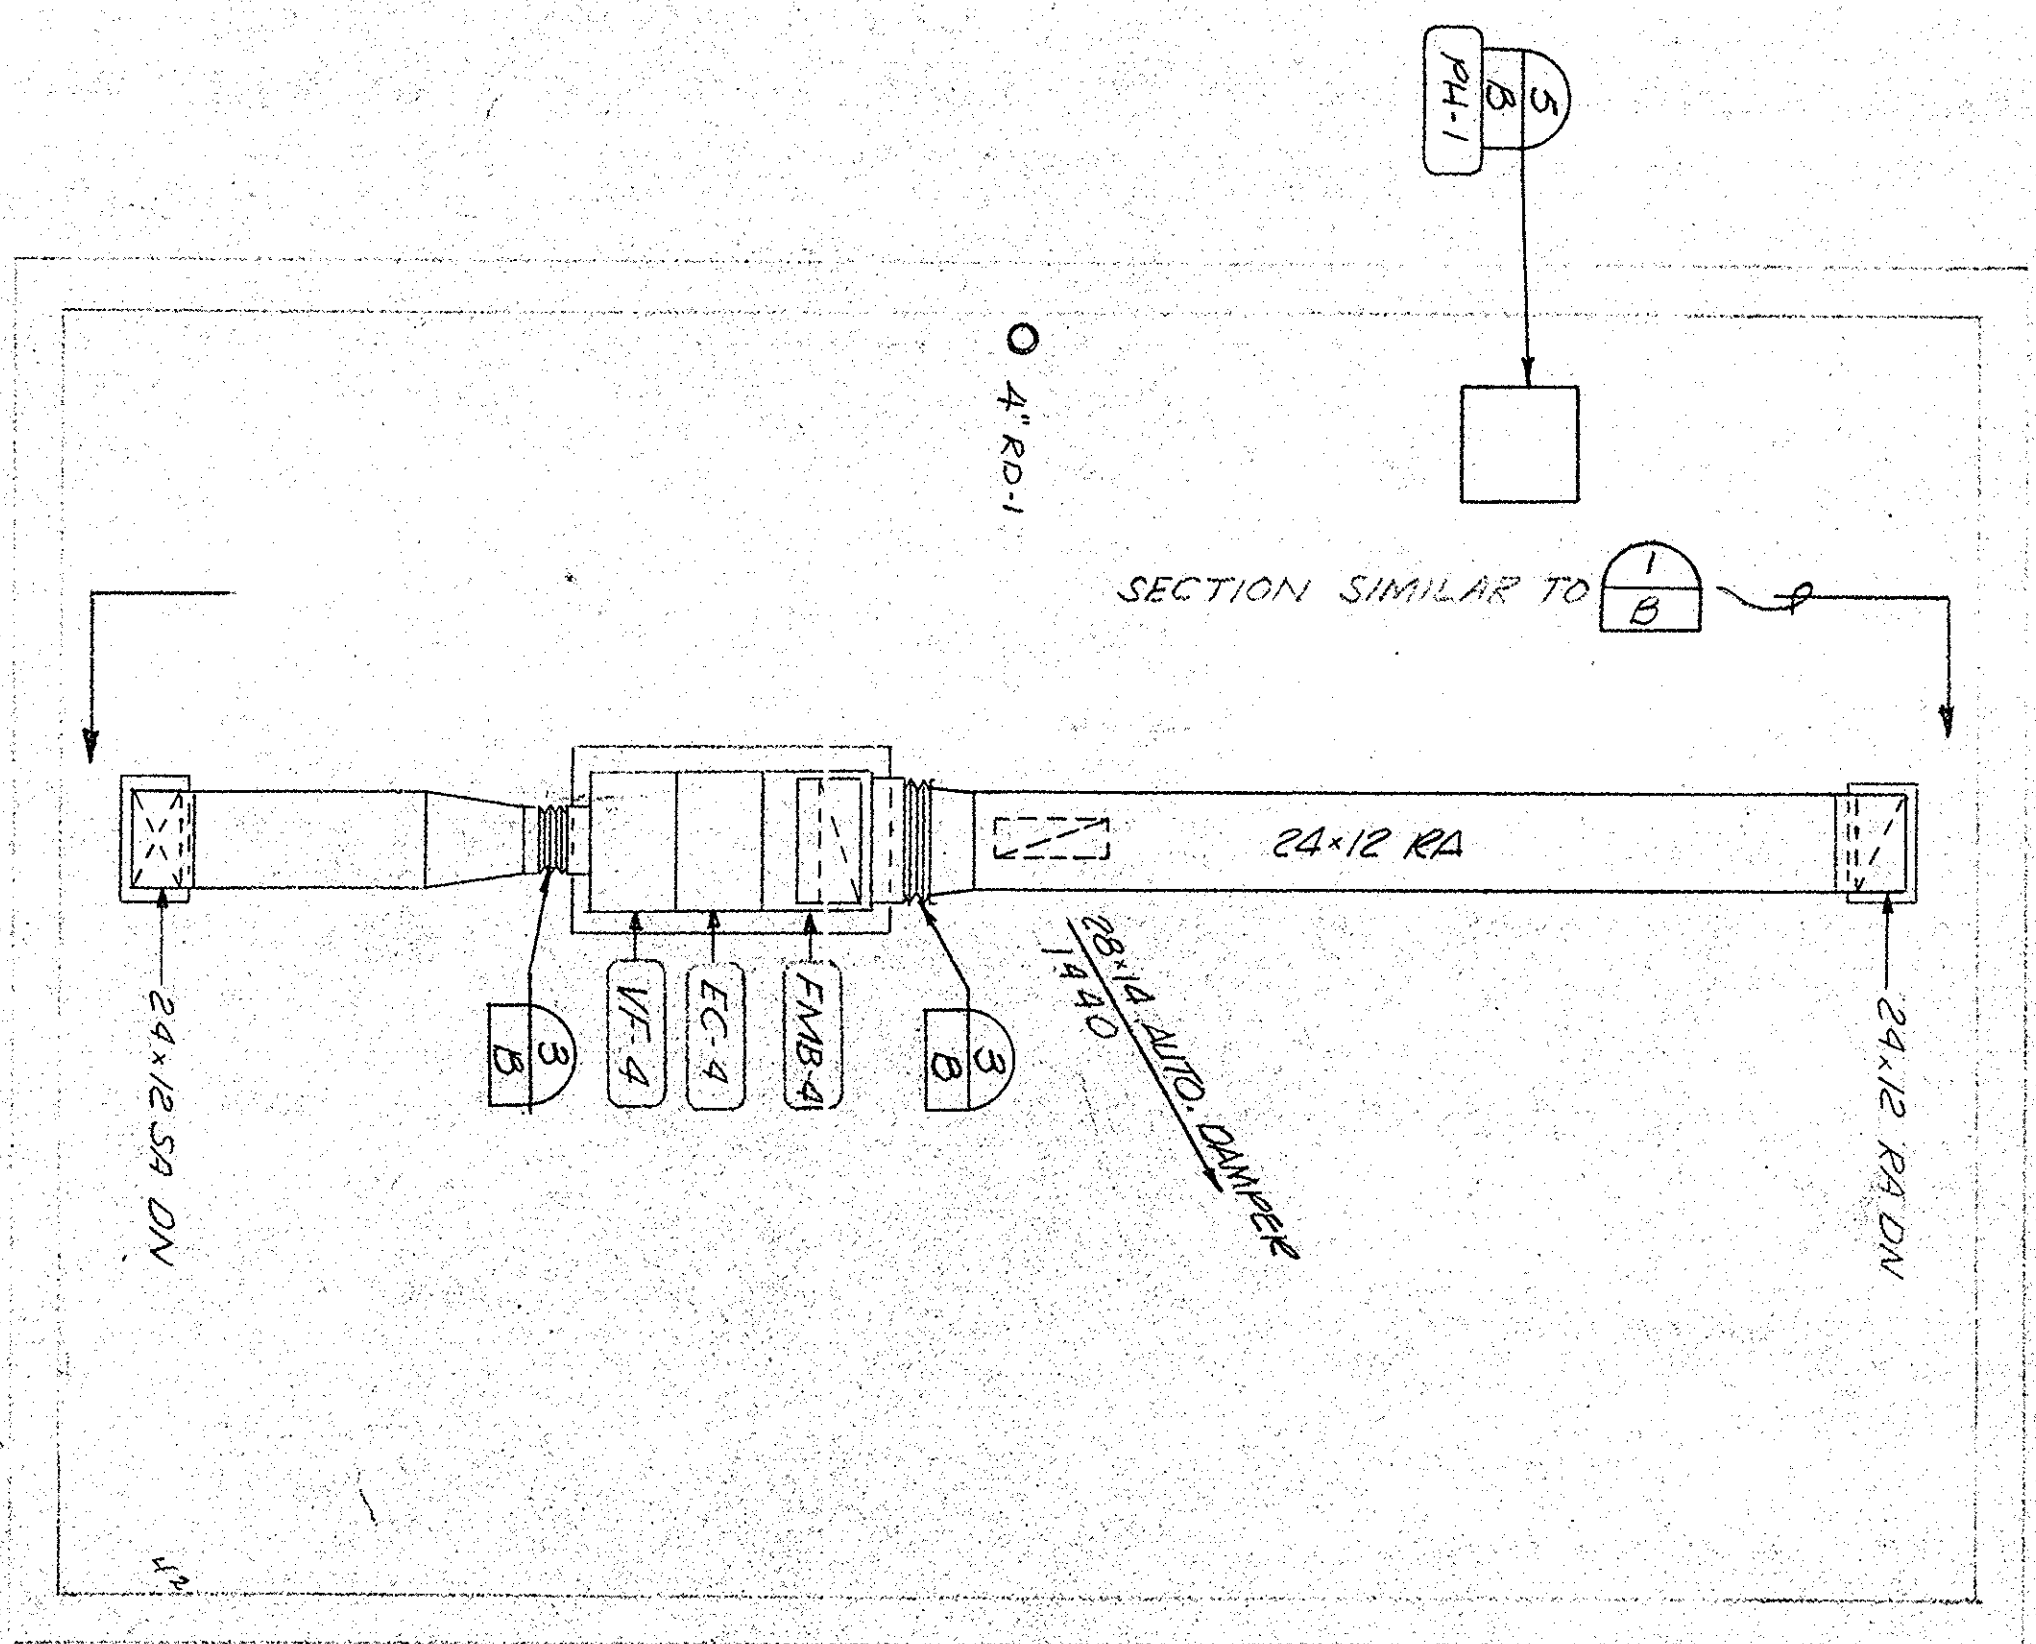 5
B
PH-1
4" RD-1
SECTION SIMILAR TO
1
B
24×12 RA
24×12 SA DN
3
B
VF-4
EC-4
FMB-4
3
B
28×14 AUTO. DAMPER
1440
24×12 RA DN